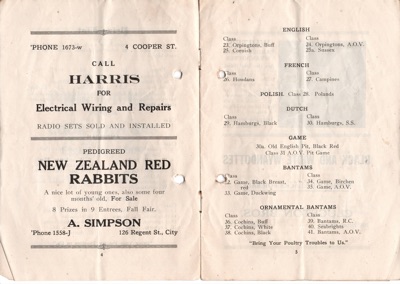 'PHONE 1673-w 4 COOPER ST.
CALL
HARRIS
FOR
Electrical Wiring and Repairs
RADIO SETS SOLD AND INSTALLED
PEDIGREED
NEW ZEALAND RED
RABBITS
A nice lot of young ones, also some four
months' old, For Sale
8 Prizes in 9 Entrees, Fall Fair.
A. SIMPSON
'Phone 1558-J 126 Regent St., City
4
ENGLISH
Class Class
23. Orpingtons, Buff 24. Orpingtons, A.O.V.
25. Cornish 25a. Sussex
FRENCH
Class Class
26. Houdans 27. Campines
POLISH. Class 28. Polands
DUTCH
Class Class
29. Hamburgs, Black 30. Hamburgs, S.S.
GAME
30a. Old English Pit, Black Red
Class 31 A.O.V. Pit Game
BANTAMS
Class Class
32. Game, Black Breast, 34. Game, Birchen
red 35. Game, A.O.V.
33. Game, Duckwing
ORNAMENTAL BANTAMS
Class Class
36. Cochins, Buff 39. Bantams, R.C.
37. Cochins, White 40. Seabrights
38. Cochins, Black 41. Bantams, A.O.V.
"Bring Your Poultry Troubles to Us."
5